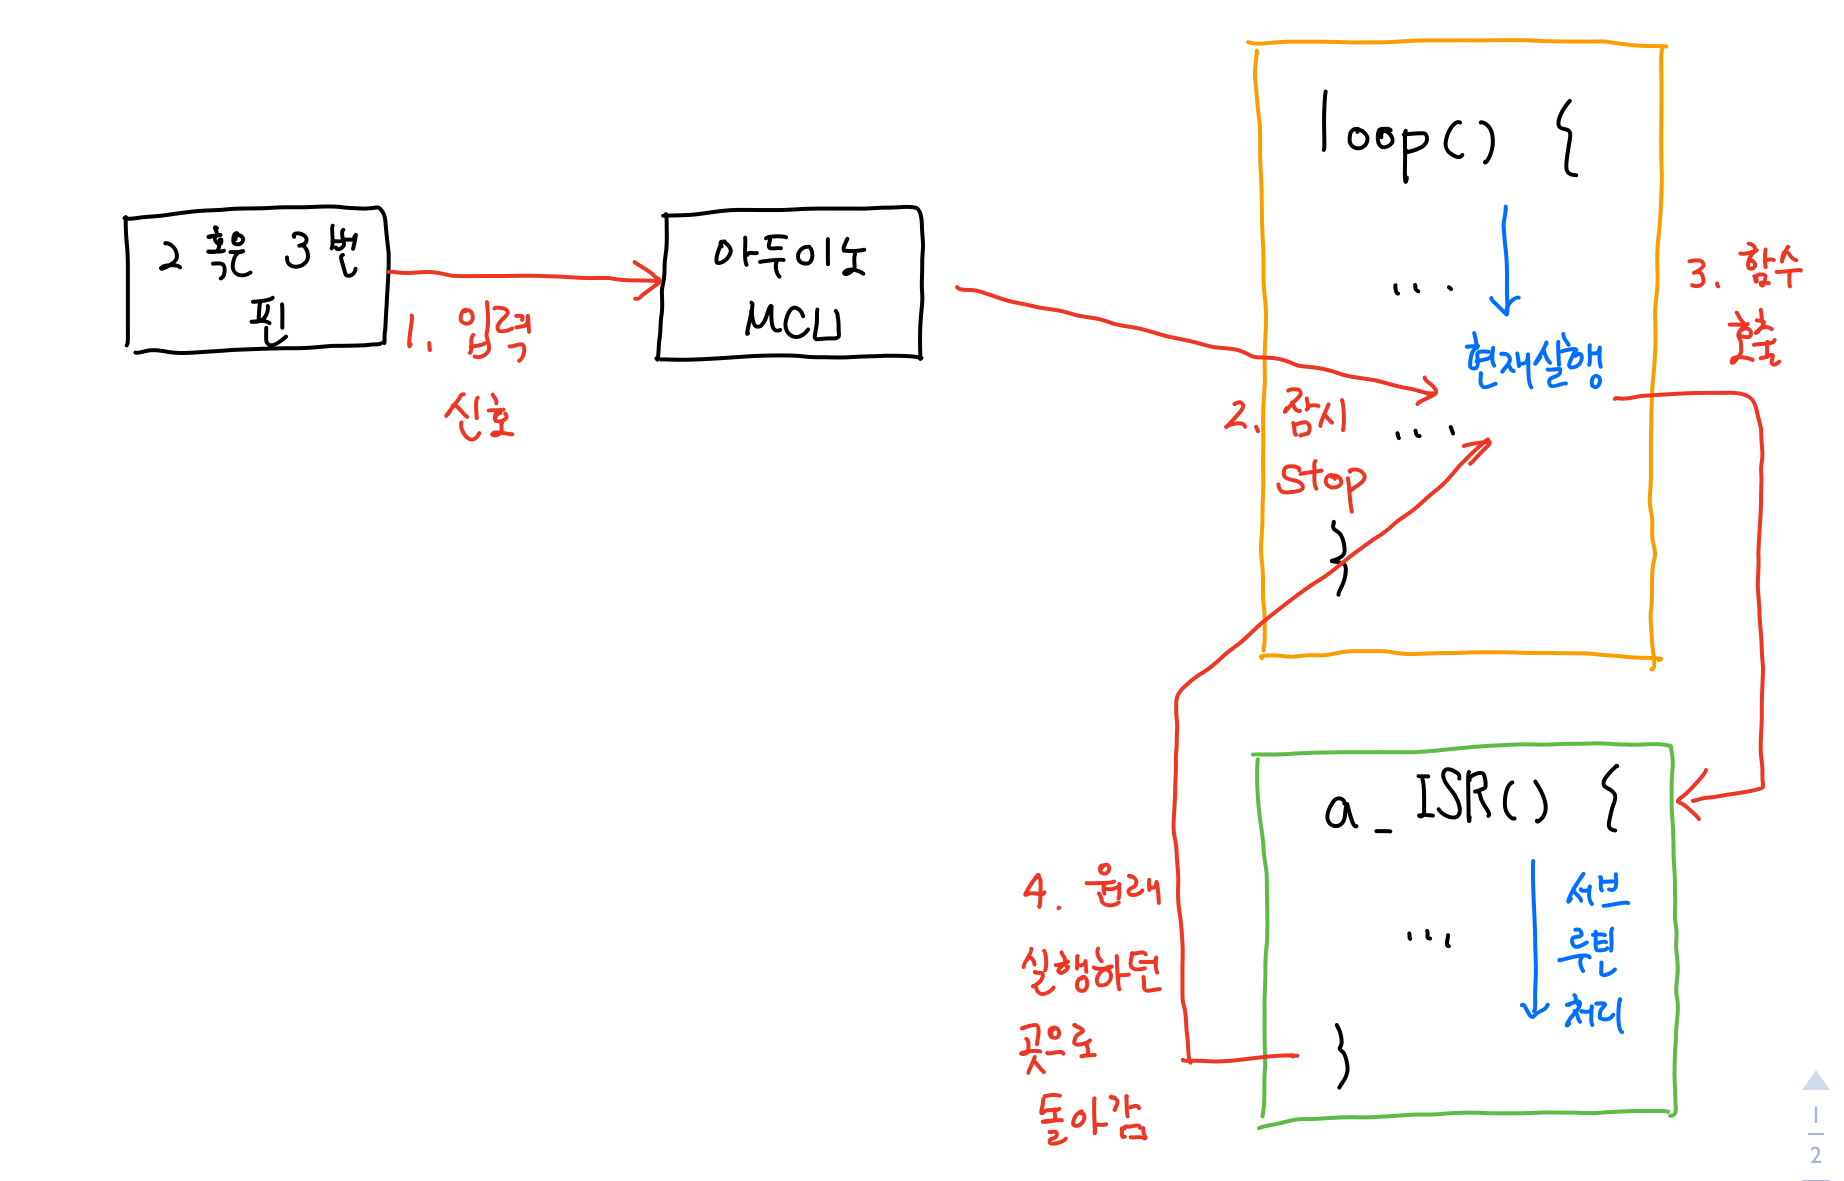 2 혹은 3 번
핀
1. 입력
신호
아두이노
MCU
loop() {
...
현재실행
2. 잠시
stop
...
}
3. 함수
호출
a_ISR() {
...
서브
루틴
처리
}
4. 원래
실행하던
곳으로
돌아감
1
2